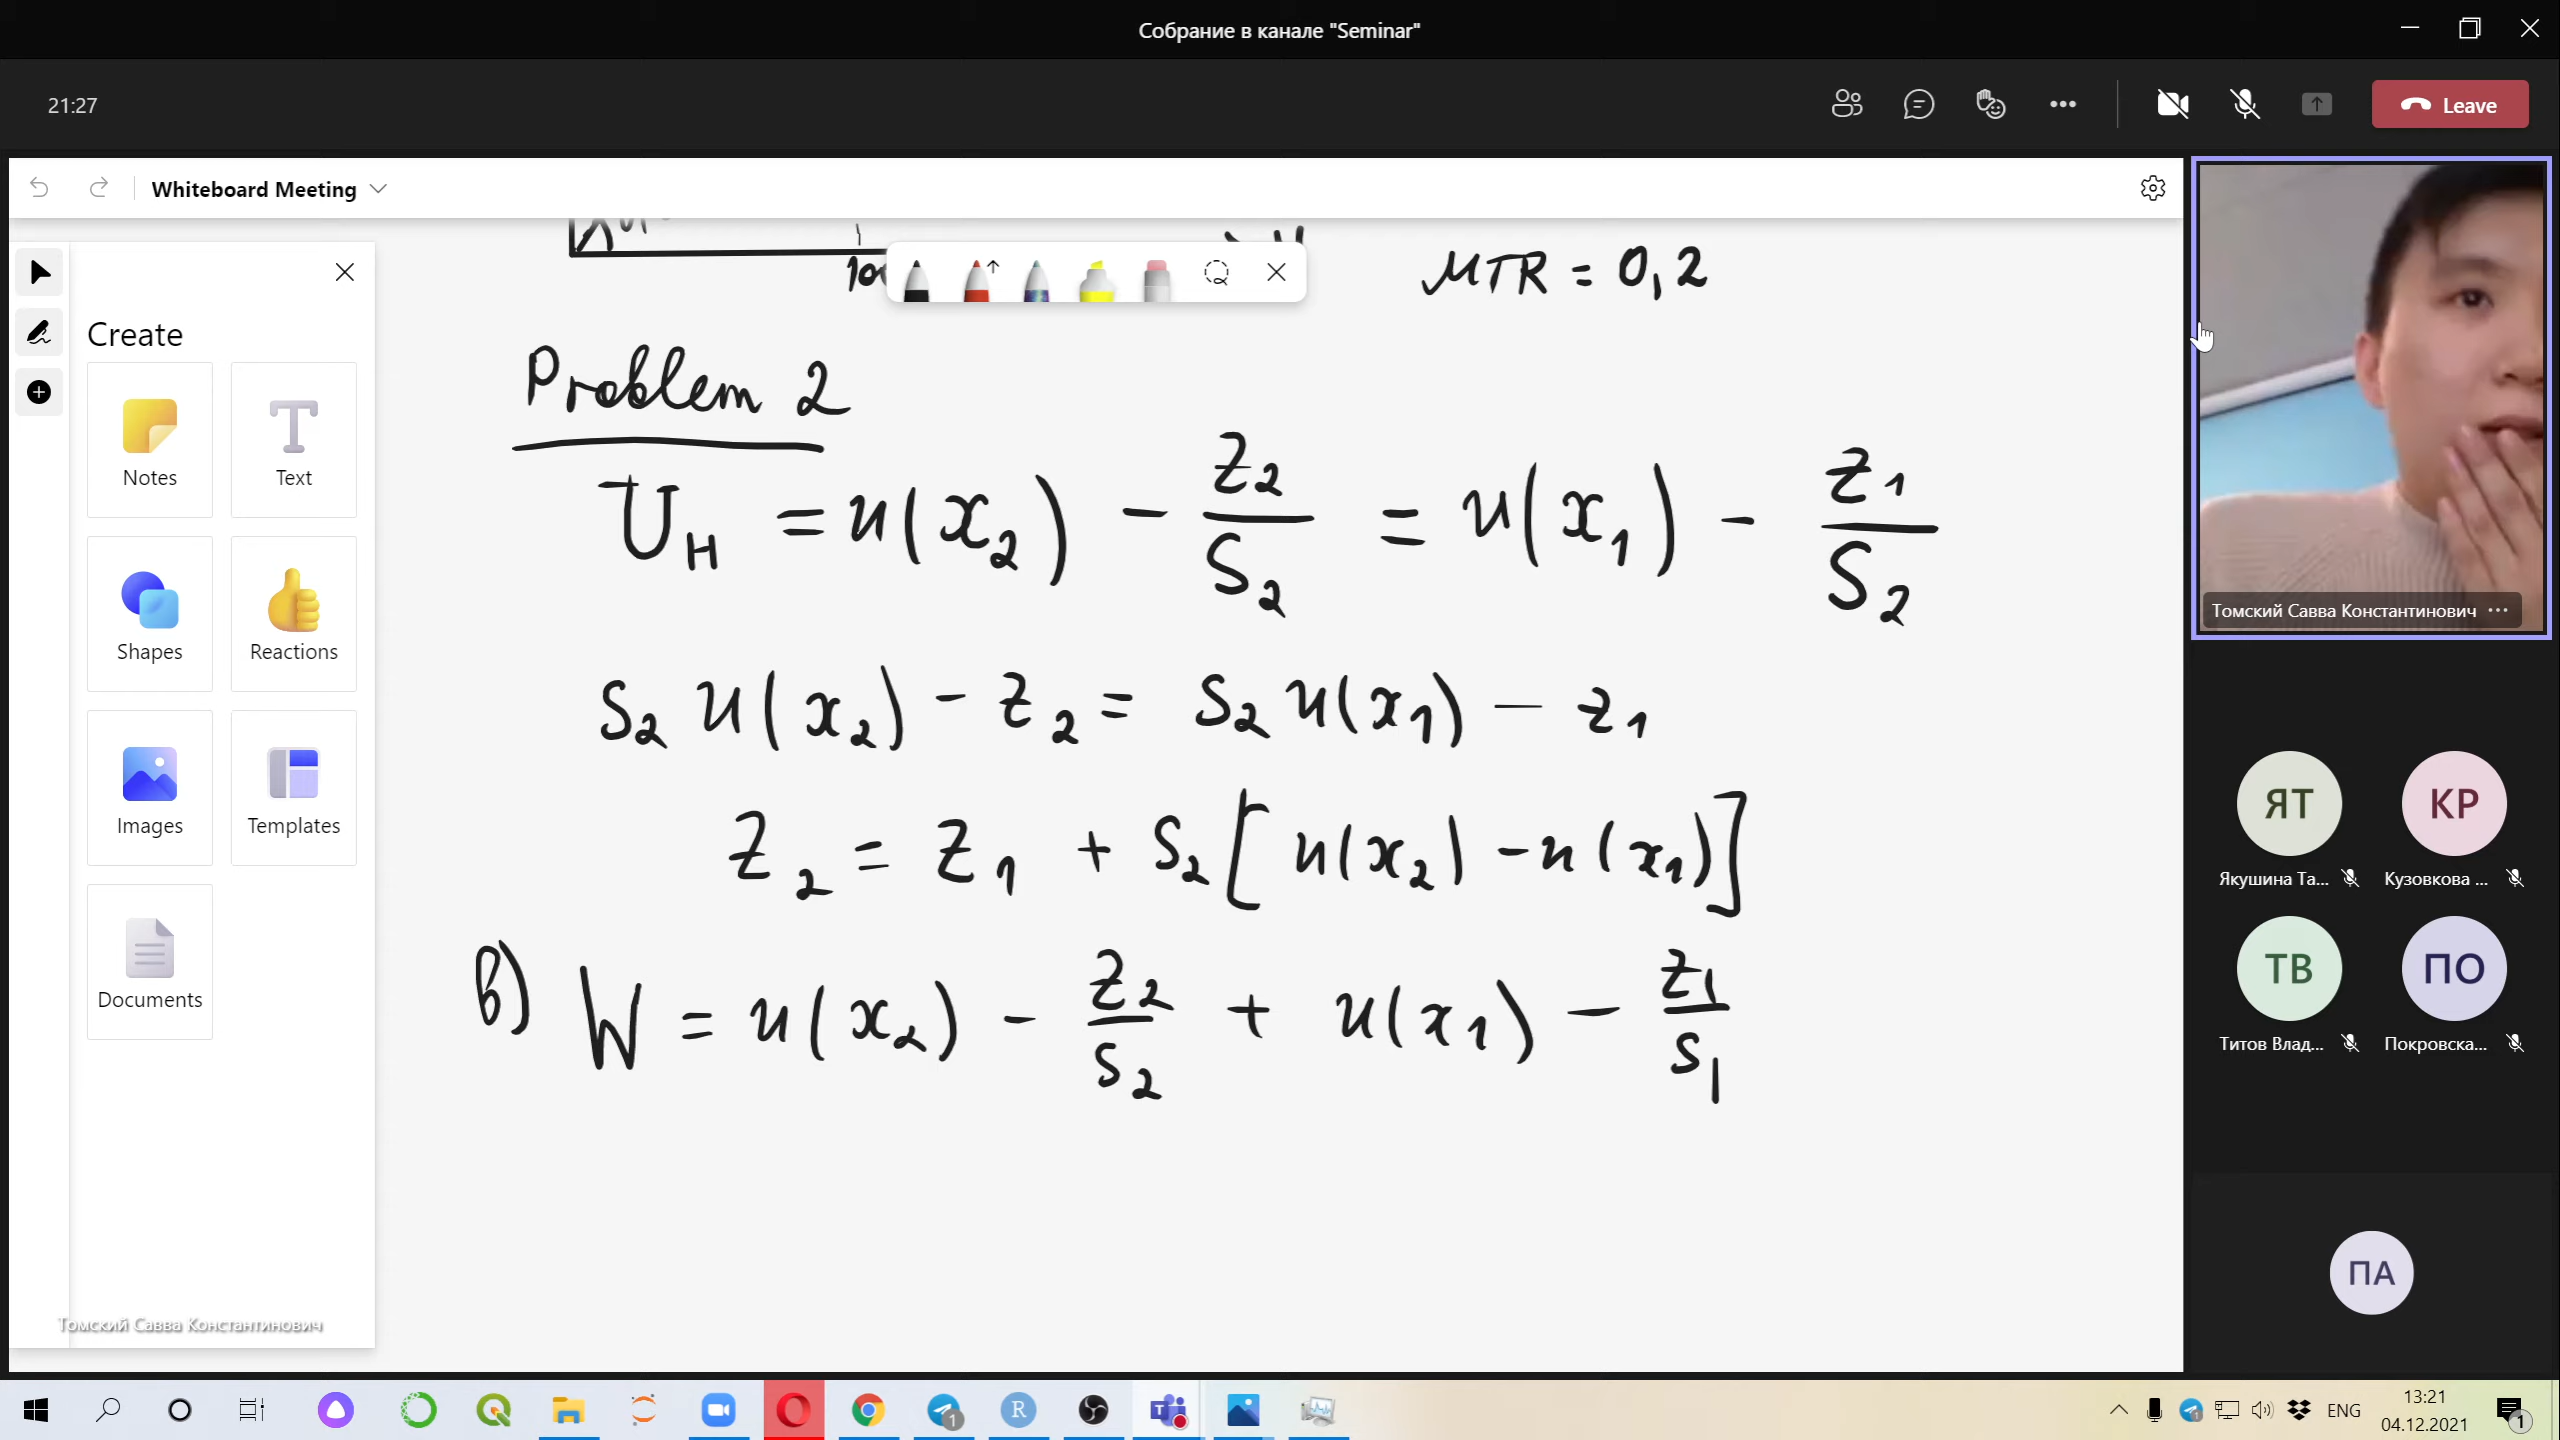 Собрание в канале "Seminar"
21:27
Leave
Whiteboard Meeting
MTR = 0,2
Create
Notes
Text
Shapes
Reactions
Images
Templates
Documents
Problem 2
U_H = u(x_2) - z_2/S_2 = u(x_1) - z_1/S_2
S_2 u(x_2) - z_2 = S_2 u(x_1) - z_1
z_2 = z_1 + S_2[u(x_2) - u(x_1)]
b) W = u(x_2) - z_2/s_2 + u(x_1) - z_1/s_1
Томский Савва Константинович
Томский Савва Константинович
ЯТ
КР
Якушина Та...
Кузовкова ...
ТВ
ПО
Титов Влад...
Покровска...
ПА
1
R
T
ENG
13:21
04.12.2021
1